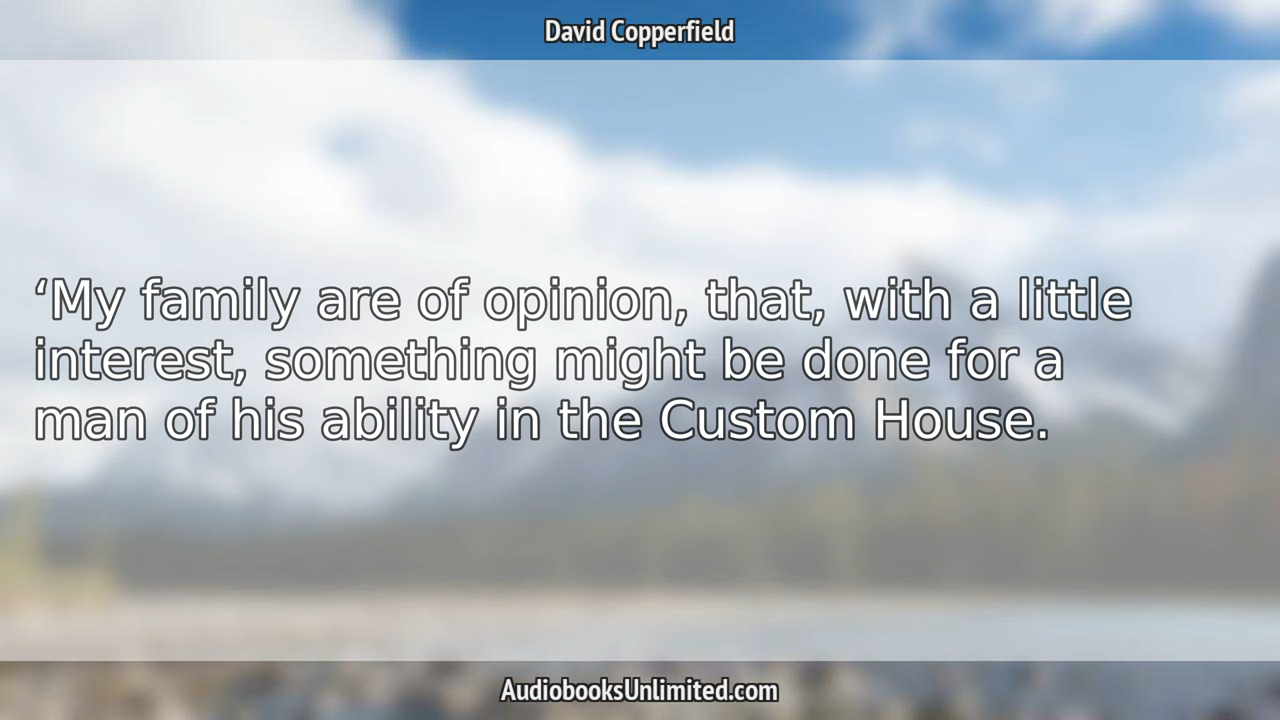 David Copperfield
‘My family are of opinion, that, with a little
interest, something might be done for a
man of his ability in the Custom House.
AudiobooksUnlimited.com